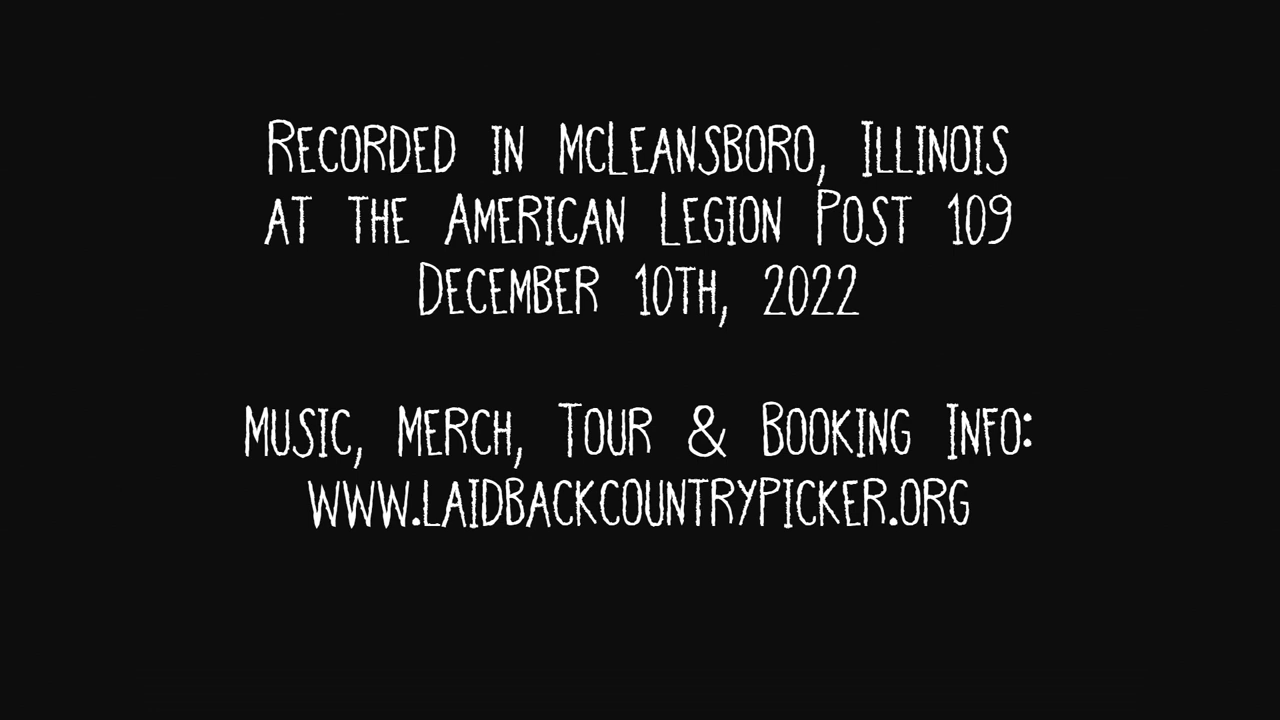 Recorded in McLeansboro, Illinois
at the American Legion Post 109
December 10th, 2022
Music, Merch, Tour & Booking Info:
www.laidbackcountrypicker.org